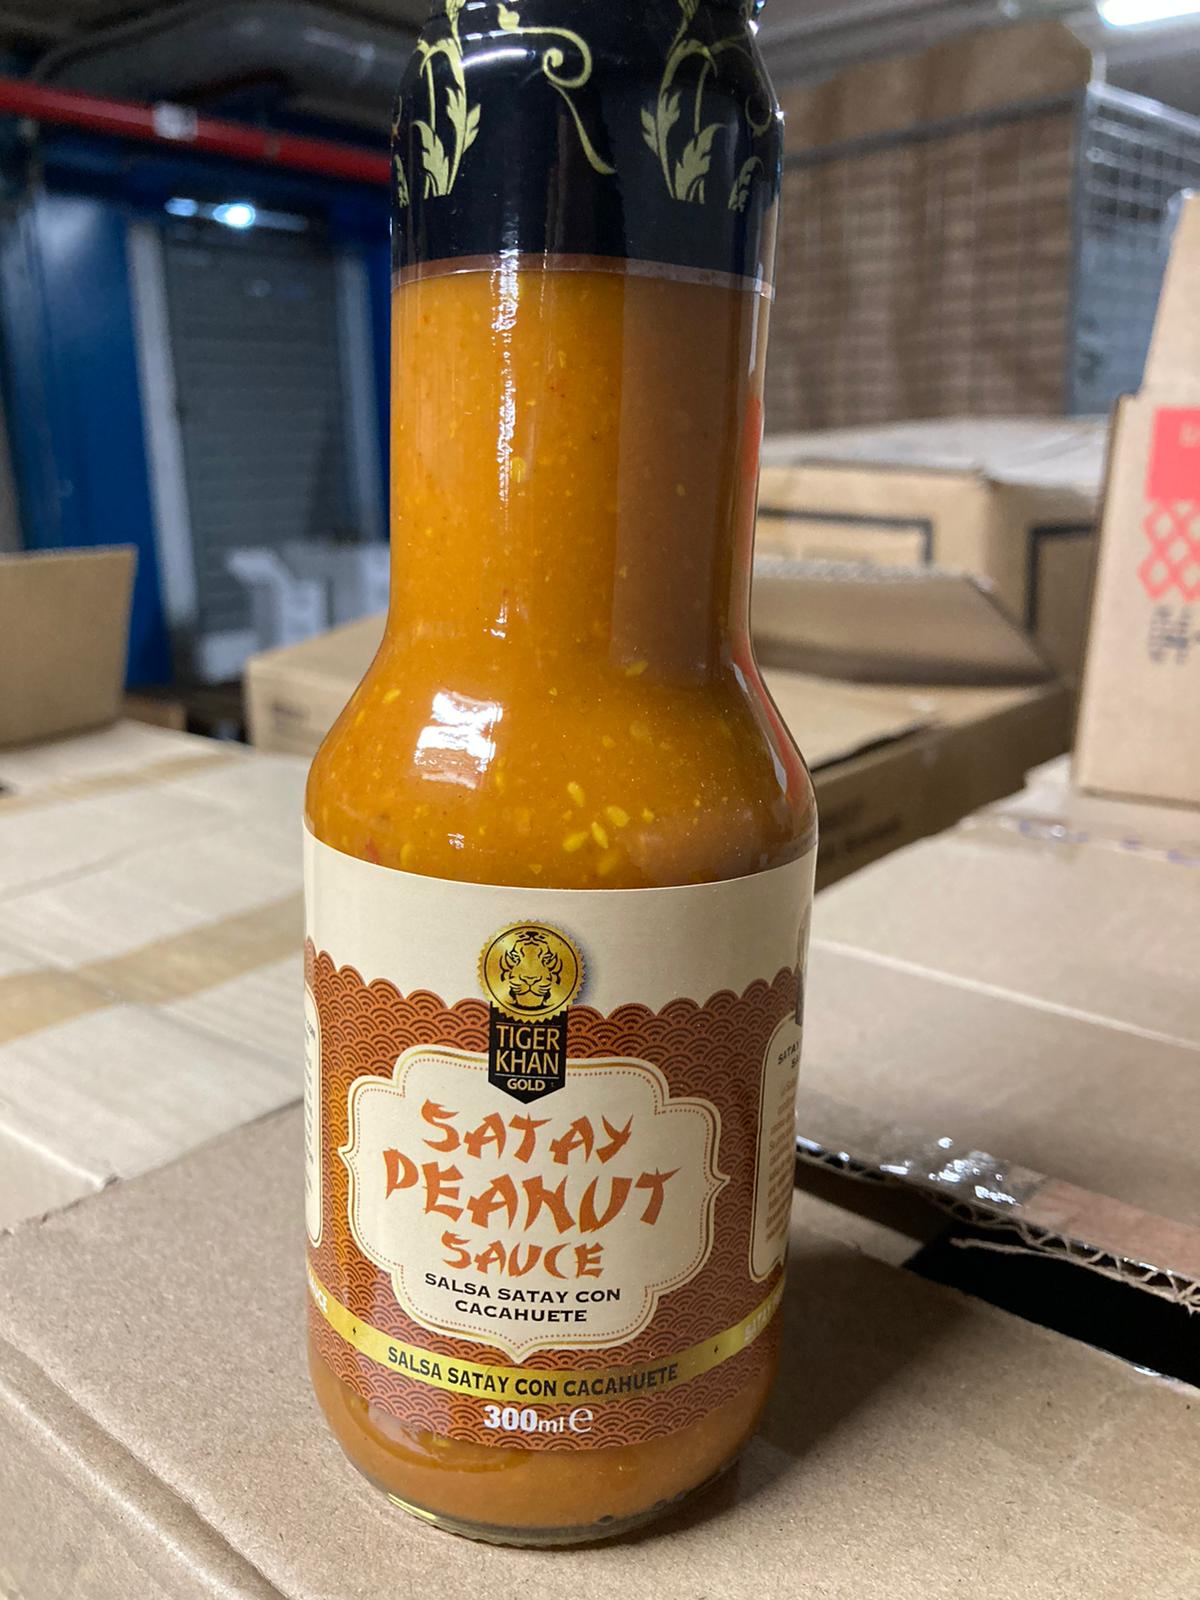 TIGER
KHAN
GOLD
SATAY
PEANUT
SAUCE
SALSA SATAY CON
CACAHUETE
SALSA SATAY CON CACAHUETE
300ml e